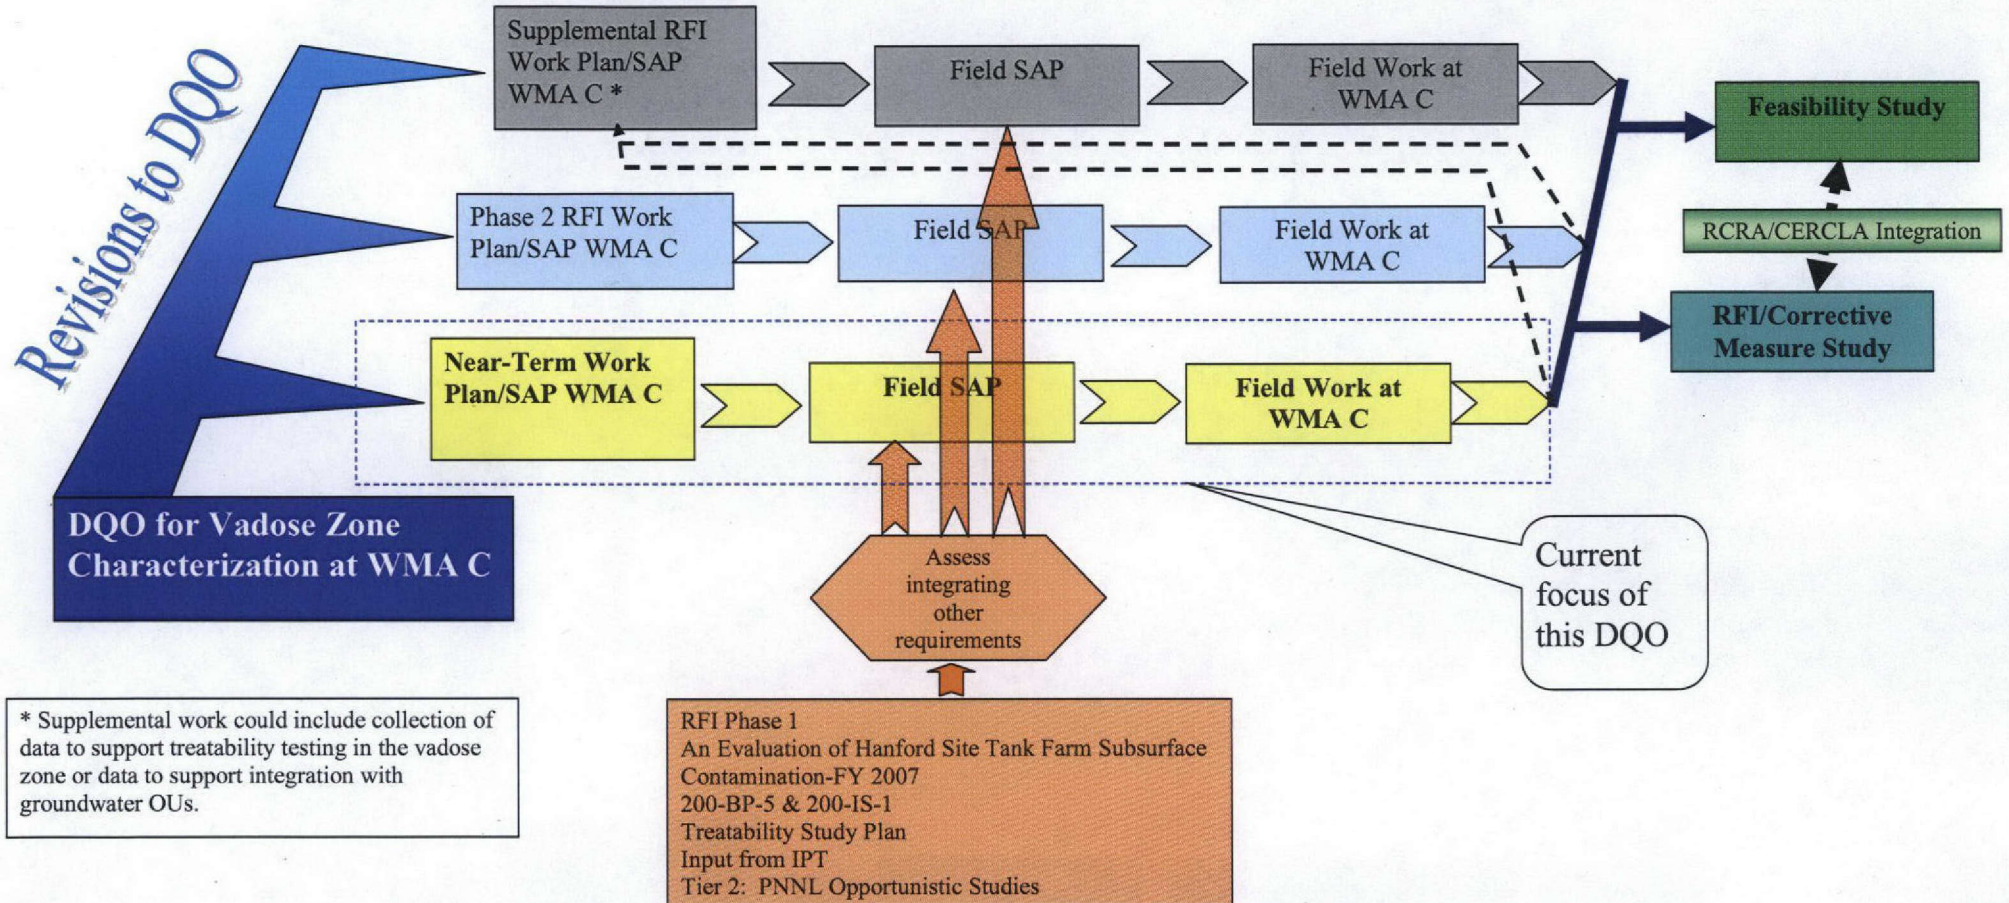 Revisions to DQO
Supplemental RFI
Work Plan/SAP
WMA C *
Field SAP
Field Work at
WMA C
Feasibility Study
Phase 2 RFI Work
Plan/SAP WMA C
Field SAP
Field Work at
WMA C
RCRA/CERCLA Integration
Near-Term Work
Plan/SAP WMA C
Field SAP
Field Work at
WMA C
RFI/Corrective
Measure Study
DQO for Vadose Zone
Characterization at WMA C
Assess
integrating
other
requirements
Current
focus of
this DQO
* Supplemental work could include collection of
data to support treatability testing in the vadose
zone or data to support integration with
groundwater OUs.
RFI Phase 1
An Evaluation of Hanford Site Tank Farm Subsurface
Contamination-FY 2007
200-BP-5 & 200-IS-1
Treatability Study Plan
Input from IPT
Tier 2: PNNL Opportunistic Studies